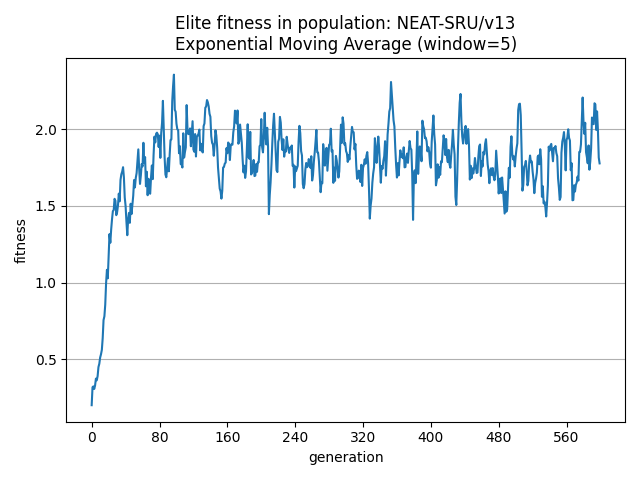 Elite fitness in population: NEAT-SRU/v13
Exponential Moving Average (window=5)
fitness
2.0
1.5
1.0
0.5
0 80 160 240 320 400 480 560
generation